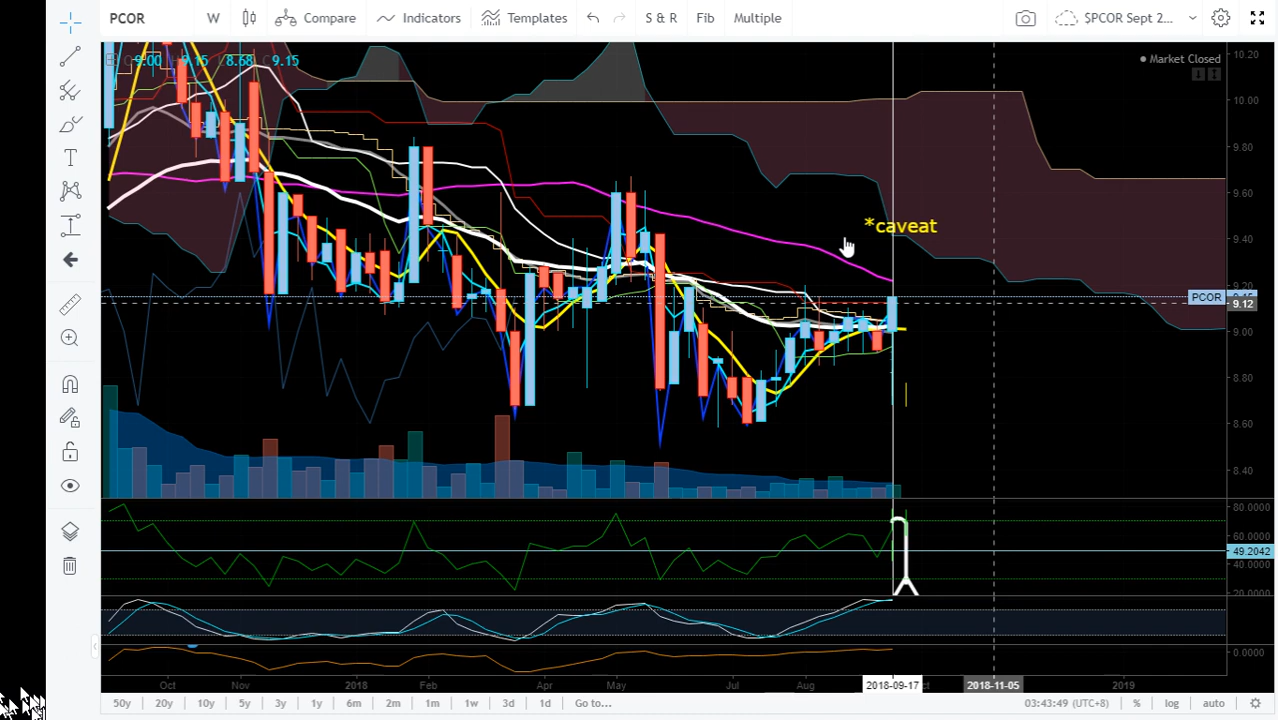 PCOR W Compare Indicators Templates S & R Fib Multiple $PCOR Sept 2...
O 9.00 H 9.15 L 8.68 C 9.15
Market Closed
10.20
10.00
9.80
9.60
*caveat
9.40
9.20
PCOR
9.12
9.00
8.80
8.60
8.40
80.0000
60.0000
49.2042
40.0000
20.0000
0.0000
Oct Nov 2018 Feb Apr May Jul Aug 2018-09-17 2018-11-05 2019
50y 20y 10y 5y 3y 1y 6m 2m 1m 1w 3d 1d Go to... 03:43:49 (UTC+8) % log auto